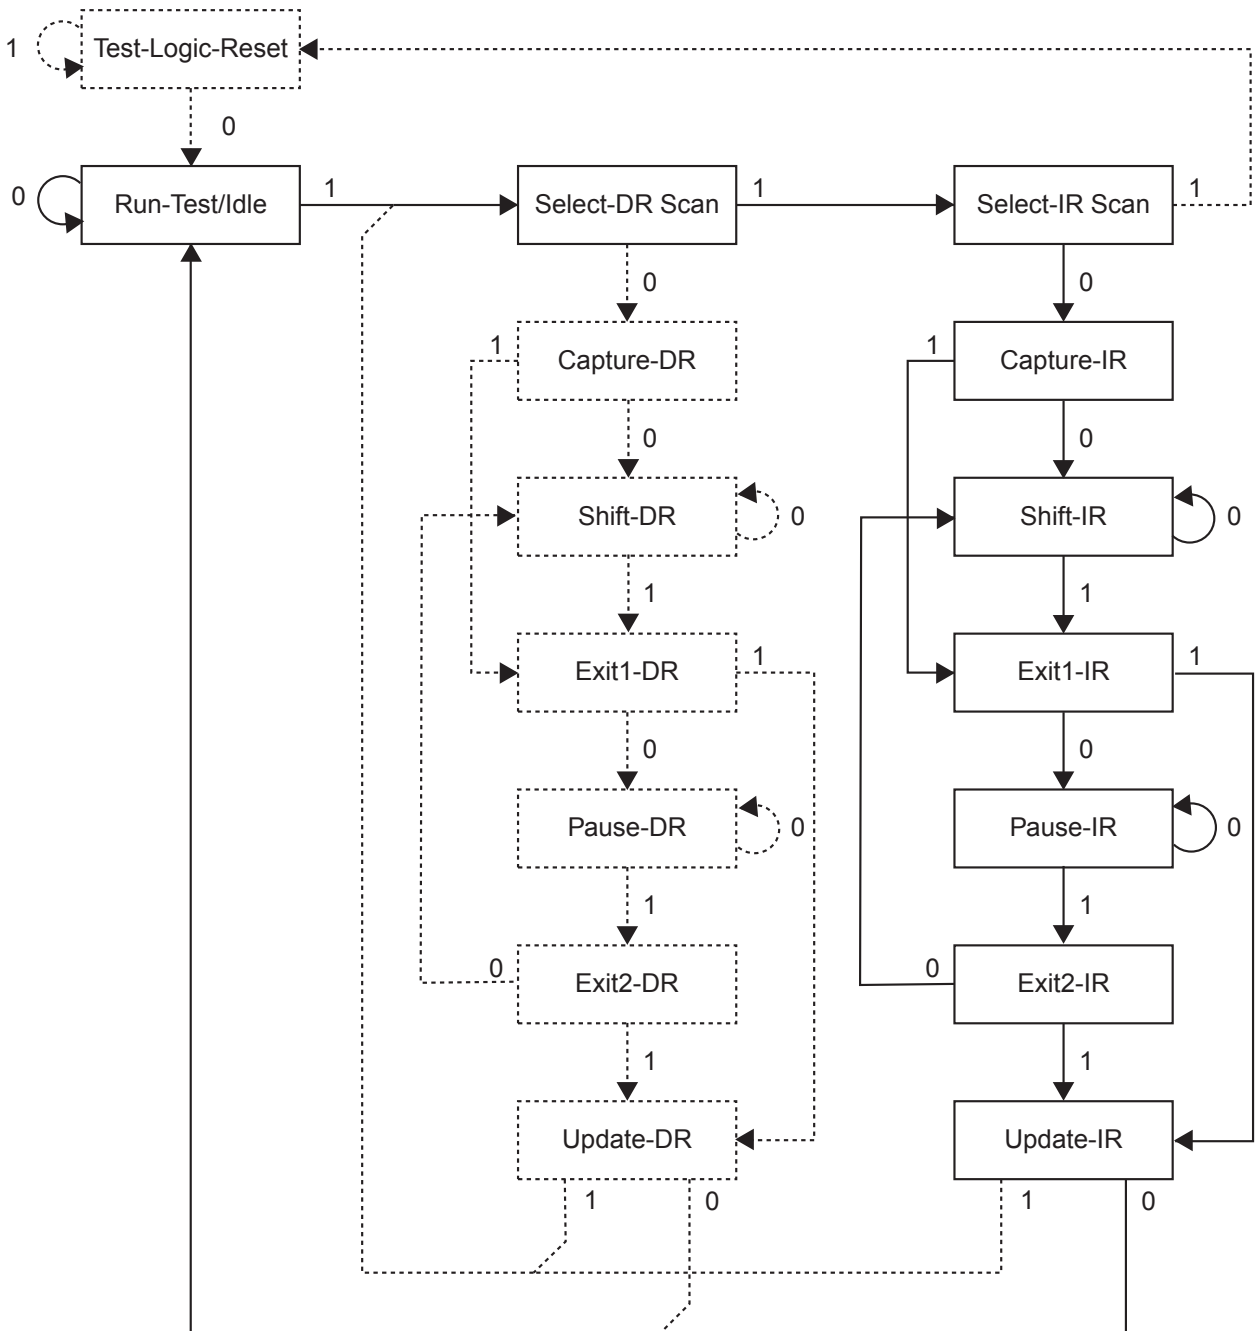 1
Test-Logic-Reset
0
0
Run-Test/Idle
1
Select-DR Scan
1
Select-IR Scan
1
0
0
1
Capture-DR
1
Capture-IR
0
0
Shift-DR
0
Shift-IR
0
1
1
Exit1-DR
1
Exit1-IR
1
0
0
Pause-DR
0
Pause-IR
0
1
1
0
Exit2-DR
0
Exit2-IR
1
1
Update-DR
Update-IR
1
0
1
0